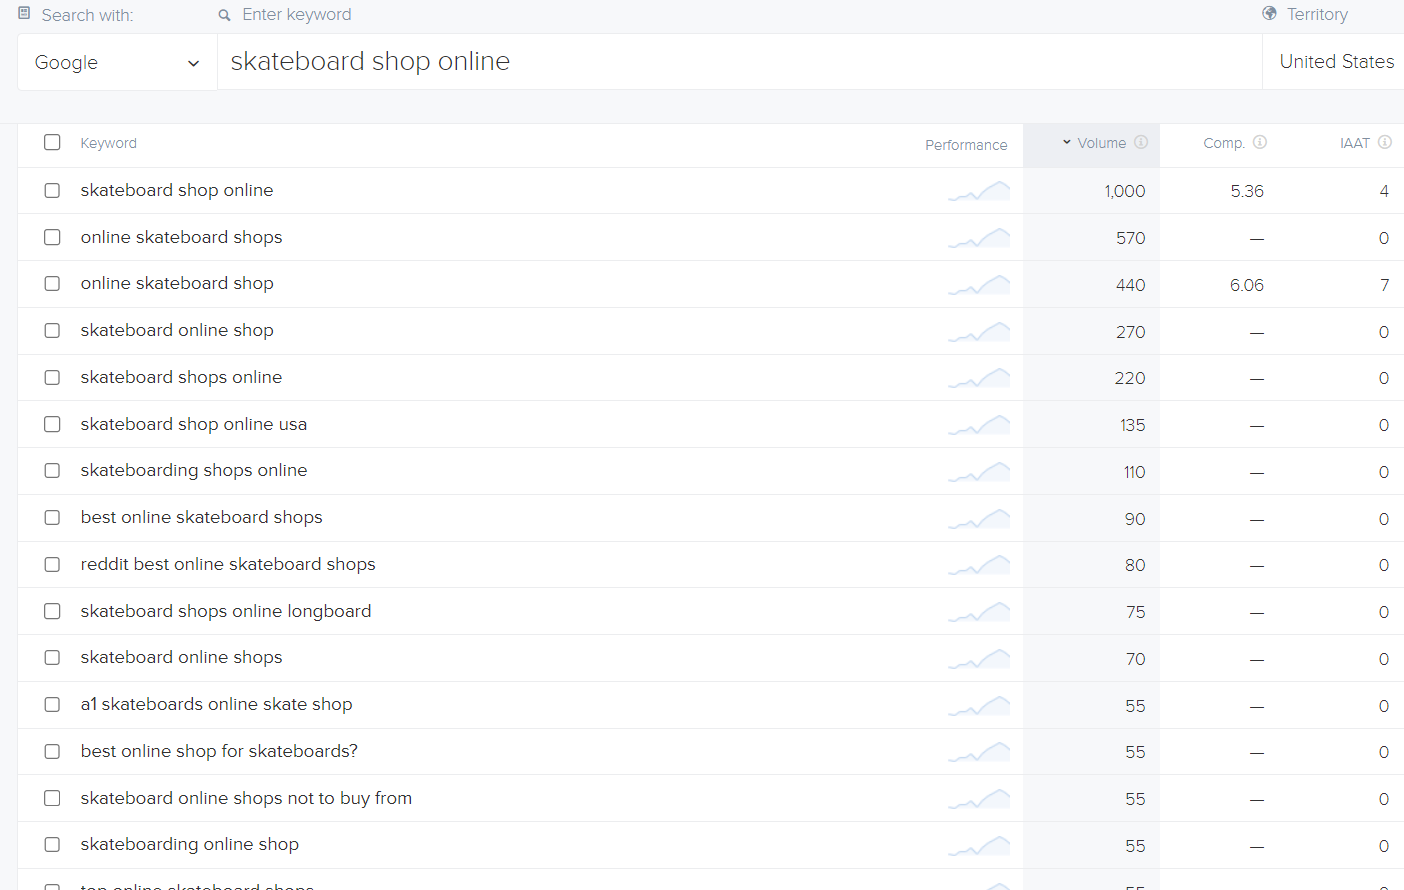 Search with: Enter keyword Territory
Google skateboard shop online United States
Keyword Performance Volume Comp. IAAT
skateboard shop online 1,000 5.36 4
online skateboard shops 570 — 0
online skateboard shop 440 6.06 7
skateboard online shop 270 — 0
skateboard shops online 220 — 0
skateboard shop online usa 135 — 0
skateboarding shops online 110 — 0
best online skateboard shops 90 — 0
reddit best online skateboard shops 80 — 0
skateboard shops online longboard 75 — 0
skateboard online shops 70 — 0
a1 skateboards online skate shop 55 — 0
best online shop for skateboards? 55 — 0
skateboard online shops not to buy from 55 — 0
skateboarding online shop 55 — 0
top online skateboard shops 55